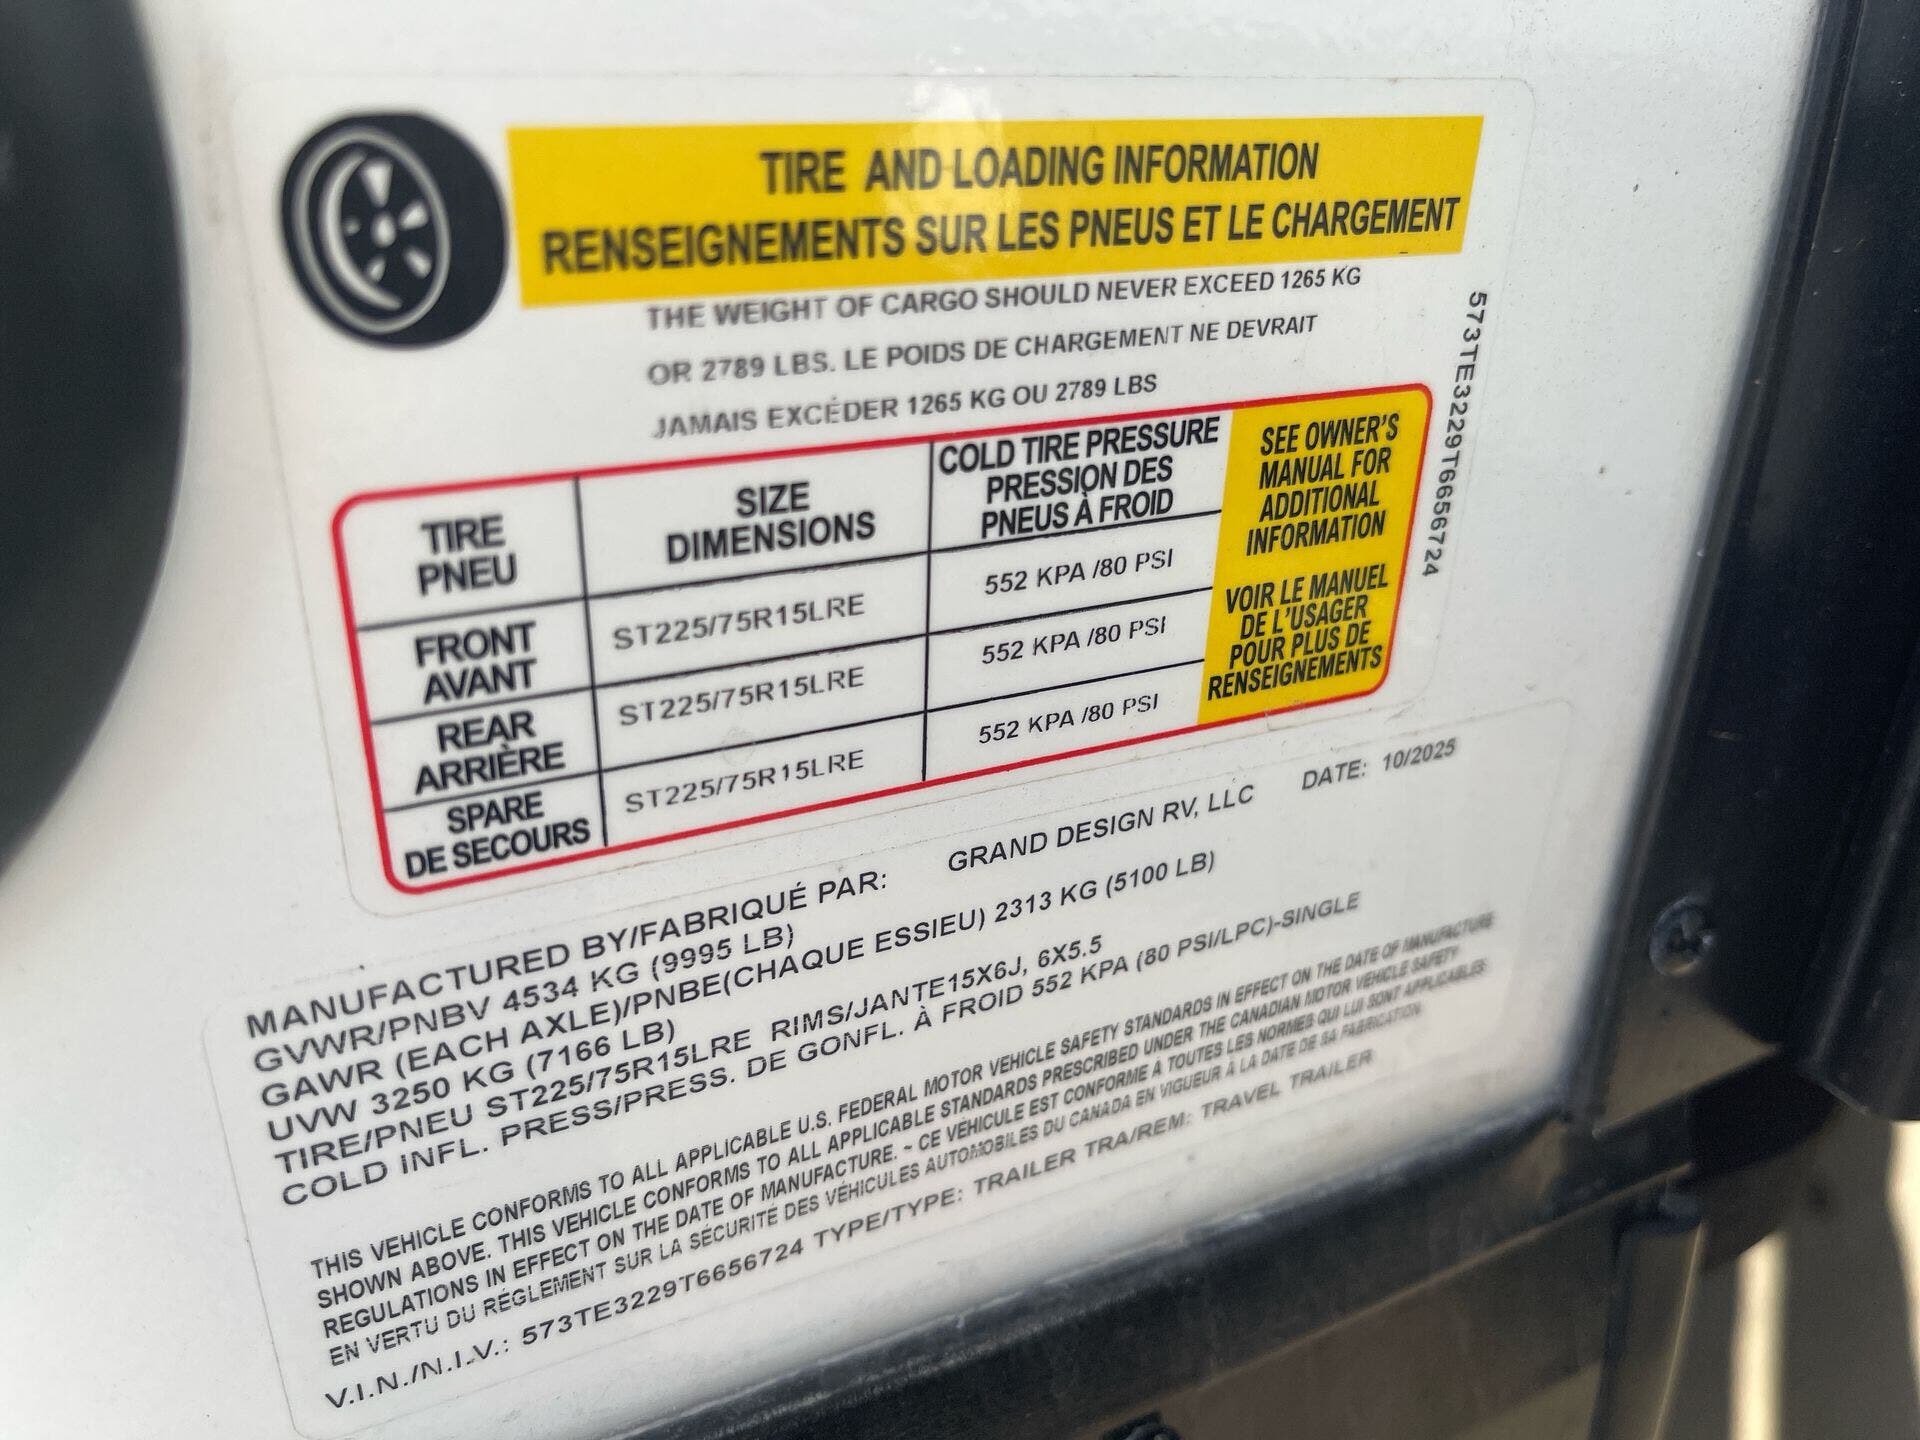 TIRE AND LOADING INFORMATION
RENSEIGNEMENTS SUR LES PNEUS ET LE CHARGEMENT
THE WEIGHT OF CARGO SHOULD NEVER EXCEED 1265 KG
OR 2789 LBS. LE POIDS DE CHARGEMENT NE DEVRAIT
JAMAIS EXCÉDER 1265 KG OU 2789 LBS
573TE3229T6656724
TIRE
PNEU
SIZE
DIMENSIONS
COLD TIRE PRESSURE
PRESSION DES
PNEUS À FROID
FRONT
AVANT
ST225/75R15LRE
552 KPA /80 PSI
REAR
ARRIÈRE
ST225/75R15LRE
552 KPA /80 PSI
SPARE
DE SECOURS
ST225/75R15LRE
552 KPA /80 PSI
SEE OWNER'S
MANUAL FOR
ADDITIONAL
INFORMATION
VOIR LE MANUEL
DE L'USAGER
POUR PLUS DE
RENSEIGNEMENTS
MANUFACTURED BY/FABRIQUÉ PAR: GRAND DESIGN RV, LLC DATE: 10/2025
GVWR/PNBV 4534 KG (9995 LB)
GAWR (EACH AXLE)/PNBE(CHAQUE ESSIEU) 2313 KG (5100 LB)
UVW 3250 KG (7166 LB)
TIRE/PNEU ST225/75R15LRE RIMS/JANTE15X6J, 6X5.5
COLD INFL. PRESS/PRESS. DE GONFL. À FROID 552 KPA (80 PSI/LPC)-SINGLE
THIS VEHICLE CONFORMS TO ALL APPLICABLE U.S. FEDERAL MOTOR VEHICLE SAFETY STANDARDS IN EFFECT ON THE DATE OF MANUFACTURE
SHOWN ABOVE. THIS VEHICLE CONFORMS TO ALL APPLICABLE STANDARDS PRESCRIBED UNDER THE CANADIAN MOTOR VEHICLE SAFETY
REGULATIONS IN EFFECT ON THE DATE OF MANUFACTURE. ~ CE VÉHICULE EST CONFORME A TOUTES LES NORMES QUI LUI SONT APPLICABLES
EN VERTU DU RÉGLEMENT SUR LA SÉCURITÉ DES VÉHICULES AUTOMOBILES DU CANADA EN VIGUEUR À LA DATE DE SA FABRICATION
V.I.N./N.I.V.: 573TE3229T6656724 TYPE/TYPE: TRAILER TRA/REM: TRAVEL TRAILER